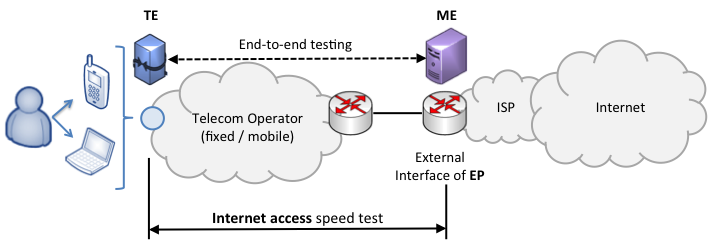 TE
ME
End-to-end testing
Telecom Operator
(fixed / mobile)
ISP
Internet
External
Interface of EP
Internet access speed test